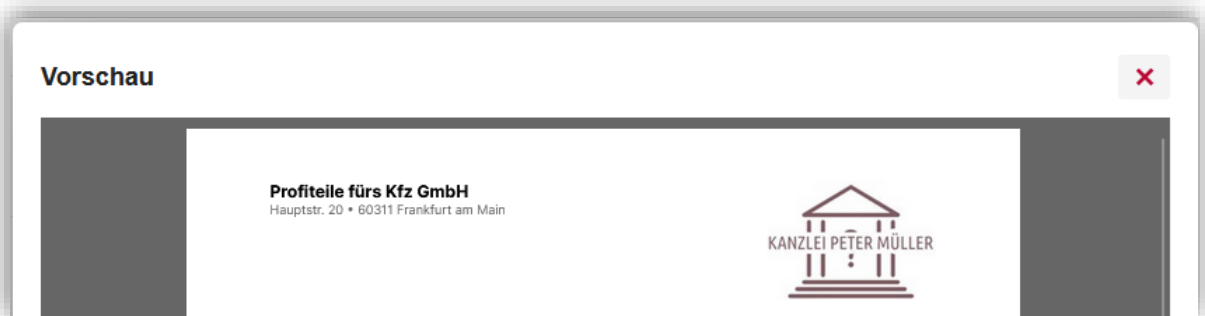 Vorschau
Profiteile fürs Kfz GmbH
Hauptstr. 20 • 60311 Frankfurt am Main
KANZLEI PETER MÜLLER